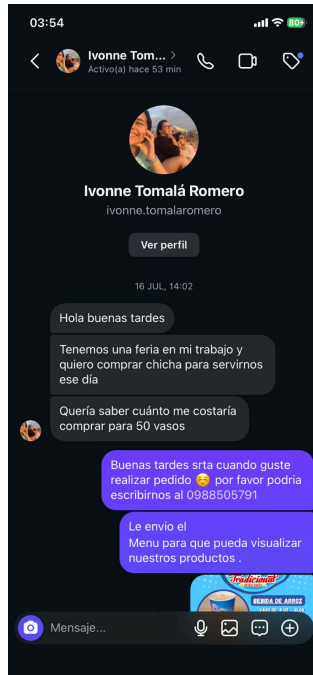 03:54
80
Ivonne Tom...
Activo(a) hace 53 min
Ivonne Tomalá Romero
ivonne.tomalaromero
Ver perfil
16 JUL, 14:02
Hola buenas tardes
Tenemos una feria en mi trabajo y
quiero comprar chicha para servirnos
ese día
Quería saber cuánto me costaría
comprar para 50 vasos
Buenas tardes srta cuando guste
realizar pedido ☺️ por favor podria
escribirnos al 0988505791
Le envio el
Menu para que pueda visualizar
nuestros productos .
Tradicional
BEBIDA DE ARROZ
Mensaje...